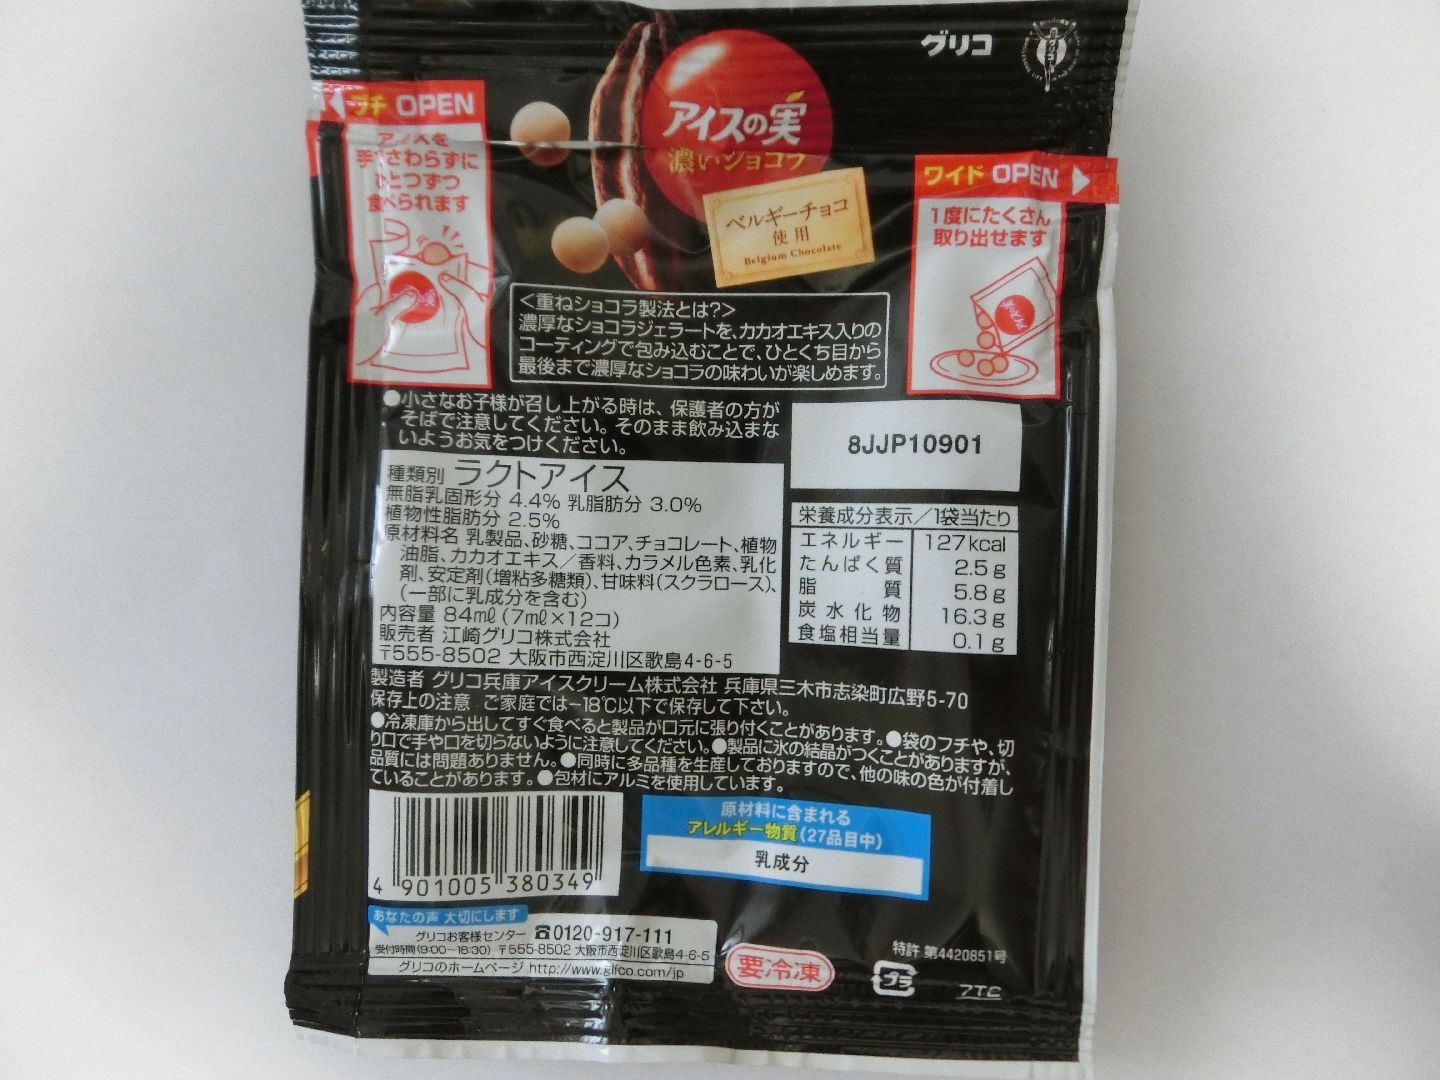 グリコ
プチ OPEN
アイスを
手でさわらずに
ひとつずつ
食べられます
アイスの実
濃いショコラ
ベルギーチョコ
使用
Belgium Chocolate
ワイド OPEN
1度にたくさん
取り出せます
<重ねショコラ製法とは?>
濃厚なショコラジェラートを、カカオエキス入りの
コーティングで包み込むことで、ひとくち目から
最後まで濃厚なショコラの味わいが楽しめます。
●小さなお子様が召し上がる時は、保護者の方が
そばで注意してください。そのまま飲み込まな
いようお気をつけください。
8JJP10901
種類別 ラクトアイス
無脂乳固形分 4.4% 乳脂肪分 3.0%
植物性脂肪分 2.5%
原材料名 乳製品、砂糖、ココア、チョコレート、植物
油脂、カカオエキス/香料、カラメル色素、乳化
剤、安定剤(増粘多糖類)、甘味料(スクラロース)、
(一部に乳成分を含む)
内容量 84mℓ (7mℓ×12コ)
販売者 江崎グリコ株式会社
〒555-8502 大阪市西淀川区歌島4-6-5
栄養成分表示/1袋当たり
エネルギー 127kcal
たんぱく質 2.5g
脂質 5.8g
炭水化物 16.3g
食塩相当量 0.1g
製造者 グリコ兵庫アイスクリーム株式会社 兵庫県三木市志染町広野5-70
保存上の注意 ご家庭では-18℃以下で保存して下さい。
●冷凍庫から出してすぐ食べると製品が口元に張り付くことがあります。●袋のフチや、切
り口で手や口を切らないように注意してください。●製品に氷の結晶がつくことがありますが、
品質には問題ありません。●同時に多品種を生産しておりますので、他の味の色が付着し
ていることがあります。●包材にアルミを使用しています。
4 901005 380349
原材料に含まれる
アレルギー物質(27品目中)
乳成分
あなたの声 大切にします
グリコお客様センター ☎0120-917-111
受付時間(9:00-18:30) 〒555-8502 大阪市西淀川区歌島4-6-5
グリコのホームページ http://www.glico.com/jp
要冷凍
特許 第4420851号
プラ
7TC